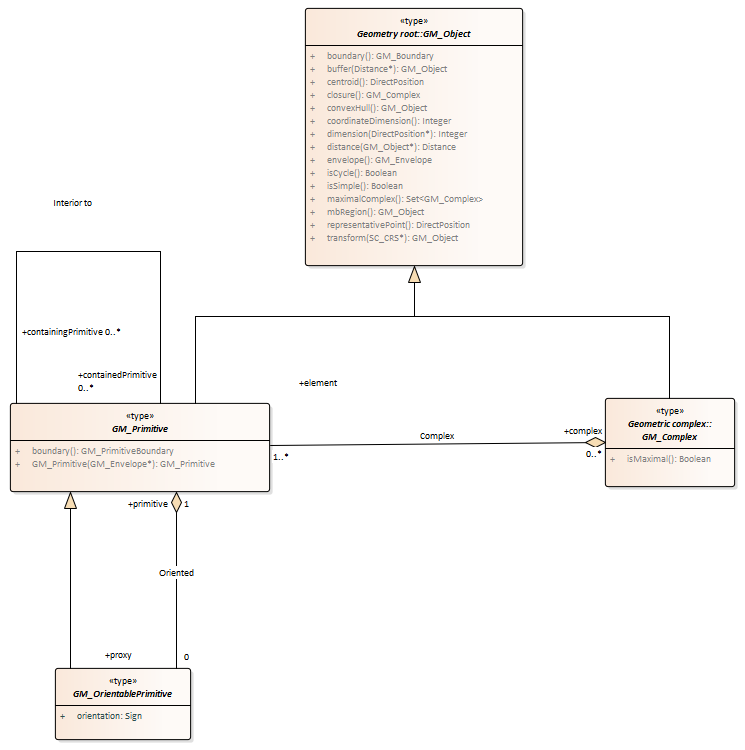 «type»
Geometry root::GM_Object
+ boundary(): GM_Boundary
+ buffer(Distance*): GM_Object
+ centroid(): DirectPosition
+ closure(): GM_Complex
+ convexHull(): GM_Object
+ coordinateDimension(): Integer
+ dimension(DirectPosition*): Integer
+ distance(GM_Object*): Distance
+ envelope(): GM_Envelope
+ isCycle(): Boolean
+ isSimple(): Boolean
+ maximalComplex(): Set<GM_Complex>
+ mbRegion(): GM_Object
+ representativePoint(): DirectPosition
+ transform(SC_CRS*): GM_Object
Interior to
+containingPrimitive 0..*
+containedPrimitive
0..*
+element
«type»
GM_Primitive
+ boundary(): GM_PrimitiveBoundary
+ GM_Primitive(GM_Envelope*): GM_Primitive
1..*
Complex
+complex
0..*
«type»
Geometric complex::
GM_Complex
+ isMaximal(): Boolean
+primitive 1
Oriented
+proxy 0
«type»
GM_OrientablePrimitive
+ orientation: Sign